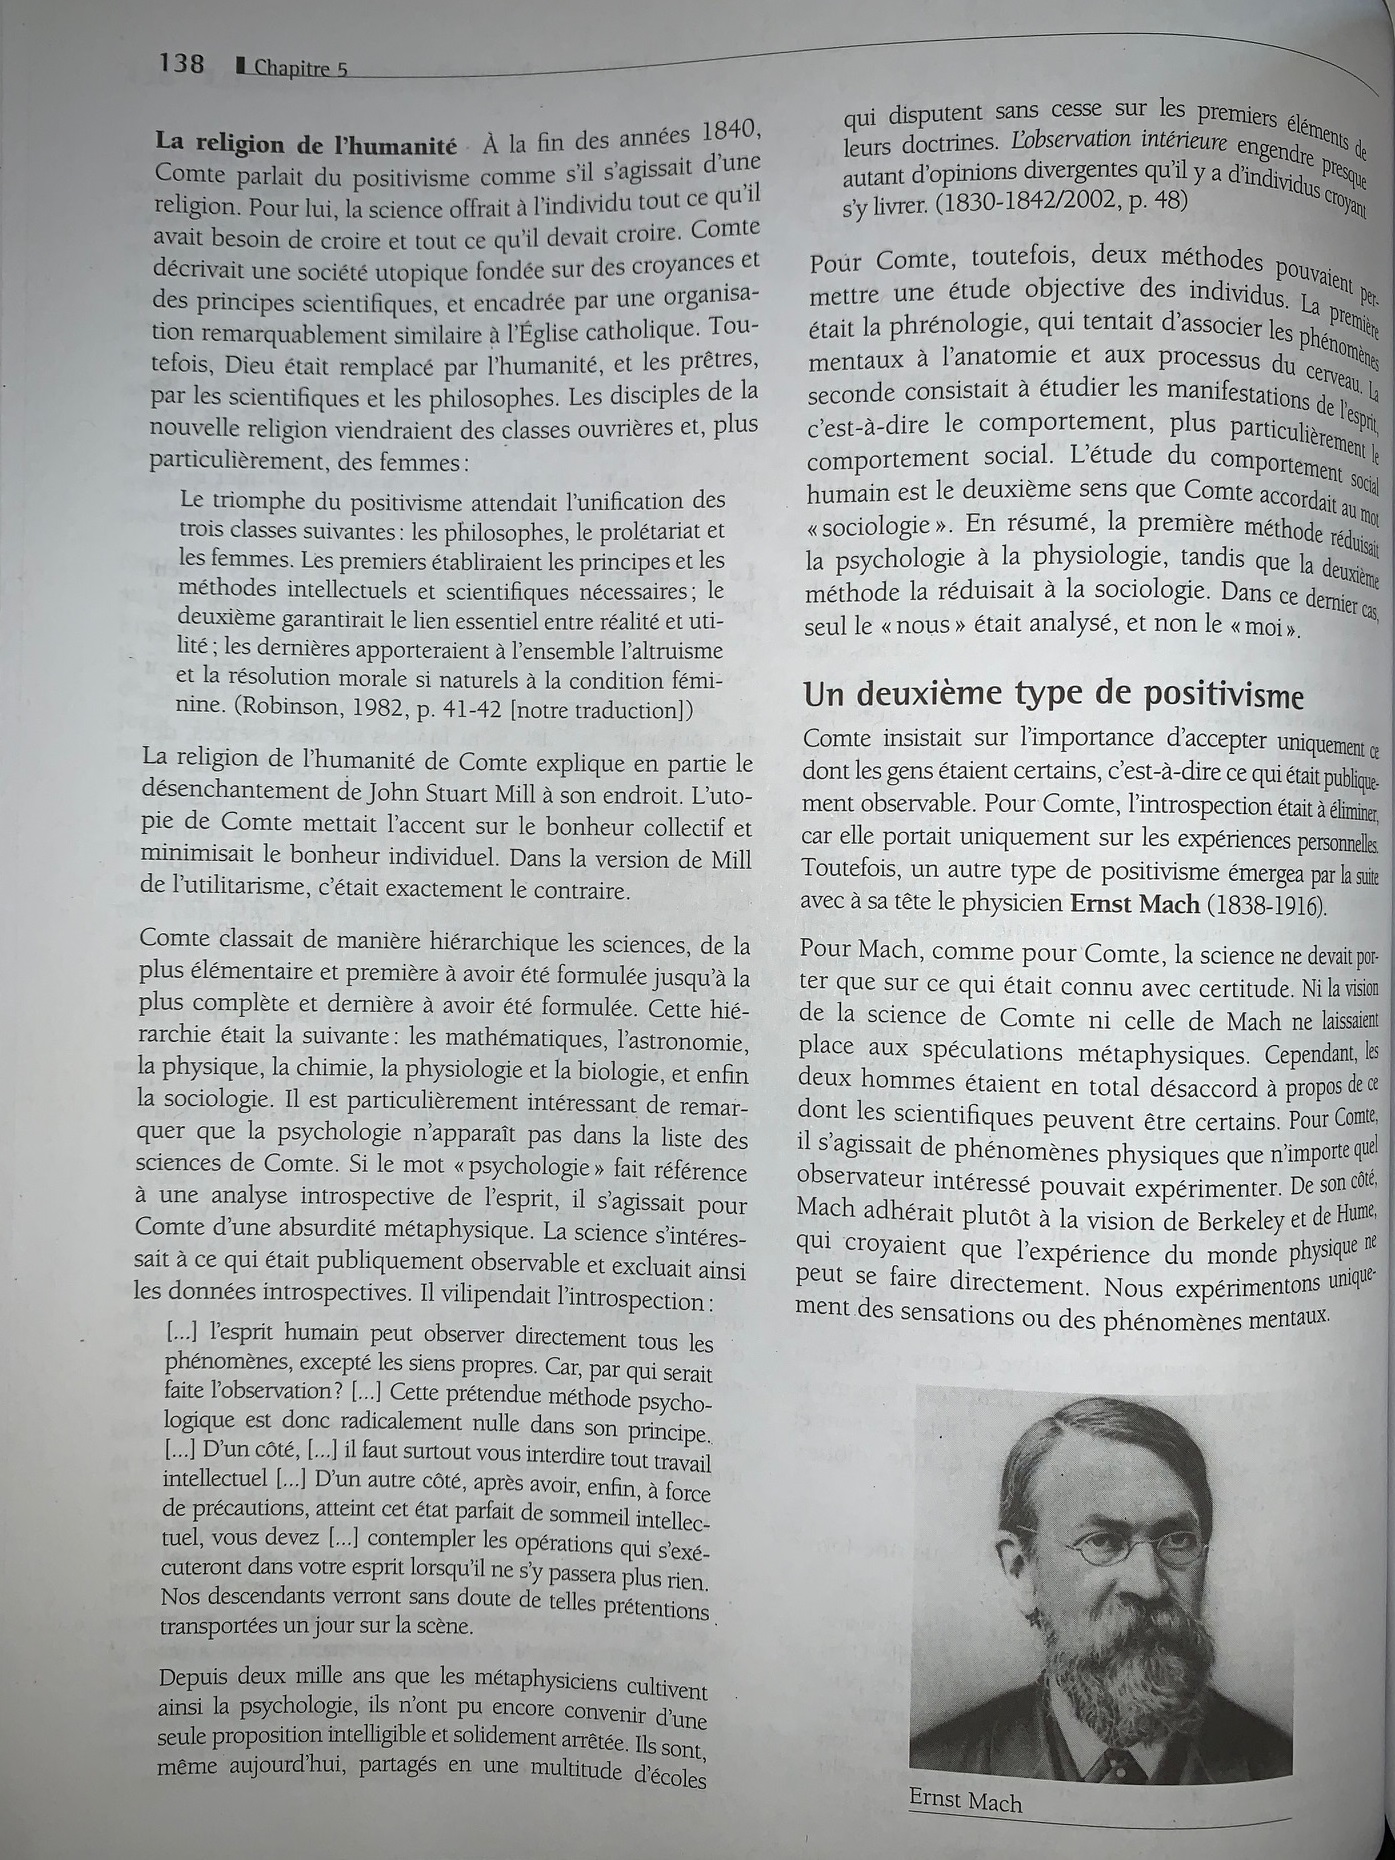 138 Chapitre 5
La religion de l'humanité À la fin des années 1840,
Comte parlait du positivisme comme s'il s'agissait d'une
religion. Pour lui, la science offrait à l'individu tout ce qu'il
avait besoin de croire et tout ce qu'il devait croire. Comte
décrivait une société utopique fondée sur des croyances et
des principes scientifiques, et encadrée par une organisa-
tion remarquablement similaire à l'Église catholique. Tou-
tefois, Dieu était remplacé par l'humanité, et les prêtres,
par les scientifiques et les philosophes. Les disciples de la
nouvelle religion viendraient des classes ouvrières et, plus
particulièrement, des femmes :
Le triomphe du positivisme attendait l'unification des
trois classes suivantes : les philosophes, le prolétariat et
les femmes. Les premiers établiraient les principes et les
méthodes intellectuels et scientifiques nécessaires ; le
deuxième garantirait le lien essentiel entre réalité et uti-
lité ; les dernières apporteraient à l'ensemble l'altruisme
et la résolution morale si naturels à la condition fémi-
nine. (Robinson, 1982, p. 41-42 [notre traduction])
La religion de l'humanité de Comte explique en partie le
désenchantement de John Stuart Mill à son endroit. L'uto-
pie de Comte mettait l'accent sur le bonheur collectif et
minimisait le bonheur individuel. Dans la version de Mill
de l'utilitarisme, c'était exactement le contraire.
Comte classait de manière hiérarchique les sciences, de la
plus élémentaire et première à avoir été formulée jusqu'à la
plus complète et dernière à avoir été formulée. Cette hié-
rarchie était la suivante : les mathématiques, l'astronomie,
la physique, la chimie, la physiologie et la biologie, et enfin
la sociologie. Il est particulièrement intéressant de remar-
quer que la psychologie n'apparaît pas dans la liste des
sciences de Comte. Si le mot « psychologie » fait référence
à une analyse introspective de l'esprit, il s'agissait pour
Comte d'une absurdité métaphysique. La science s'intéres-
sait à ce qui était publiquement observable et excluait ainsi
les données introspectives. Il vilipendait l'introspection :
[...] l'esprit humain peut observer directement tous les
phénomènes, excepté les siens propres. Car, par qui serait
faite l'observation ? [...] Cette prétendue méthode psycho-
logique est donc radicalement nulle dans son principe.
[...] D'un côté, [...] il faut surtout vous interdire tout travail
intellectuel [...] D'un autre côté, après avoir, enfin, à force
de précautions, atteint cet état parfait de sommeil intellec-
tuel, vous devez [...] contempler les opérations qui s'exé-
cuteront dans votre esprit lorsqu'il ne s'y passera plus rien.
Nos descendants verront sans doute de telles prétentions
transportées un jour sur la scène.
Depuis deux mille ans que les métaphysiciens cultivent
ainsi la psychologie, ils n'ont pu encore convenir d'une
seule proposition intelligible et solidement arrêtée. Ils sont,
même aujourd'hui, partagés en une multitude d'écoles
qui disputent sans cesse sur les premiers éléments de
leurs doctrines. L'observation intérieure engendre presque
autant d'opinions divergentes qu'il y a d'individus croyant
s'y livrer. (1830-1842/2002, p. 48)
Pour Comte, toutefois, deux méthodes pouvaient per-
mettre une étude objective des individus. La première
était la phrénologie, qui tentait d'associer les phénomènes
mentaux à l'anatomie et aux processus du cerveau. La
seconde consistait à étudier les manifestations de l'esprit,
c'est-à-dire le comportement, plus particulièrement le
comportement social. L'étude du comportement social
humain est le deuxième sens que Comte accordait au mot
« sociologie ». En résumé, la première méthode réduisait
la psychologie à la physiologie, tandis que la deuxième
méthode la réduisait à la sociologie. Dans ce dernier cas,
seul le « nous » était analysé, et non le « moi ».
Un deuxième type de positivisme
Comte insistait sur l'importance d'accepter uniquement ce
dont les gens étaient certains, c'est-à-dire ce qui était publique-
ment observable. Pour Comte, l'introspection était à éliminer,
car elle portait uniquement sur les expériences personnelles.
Toutefois, un autre type de positivisme émergea par la suite
avec à sa tête le physicien Ernst Mach (1838-1916).
Pour Mach, comme pour Comte, la science ne devait por-
ter que sur ce qui était connu avec certitude. Ni la vision
de la science de Comte ni celle de Mach ne laissaient
place aux spéculations métaphysiques. Cependant, les
deux hommes étaient en total désaccord à propos de ce
dont les scientifiques peuvent être certains. Pour Comte,
il s'agissait de phénomènes physiques que n'importe quel
observateur intéressé pouvait expérimenter. De son côté,
Mach adhérait plutôt à la vision de Berkeley et de Hume,
qui croyaient que l'expérience du monde physique ne
peut se faire directement. Nous expérimentons unique-
ment des sensations ou des phénomènes mentaux.
Ernst Mach